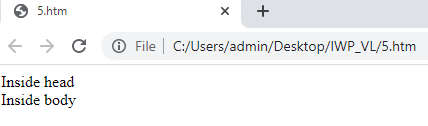 5.htm
File | C:/Users/admin/Desktop/IWP_VL/5.htm
Inside head
Inside body